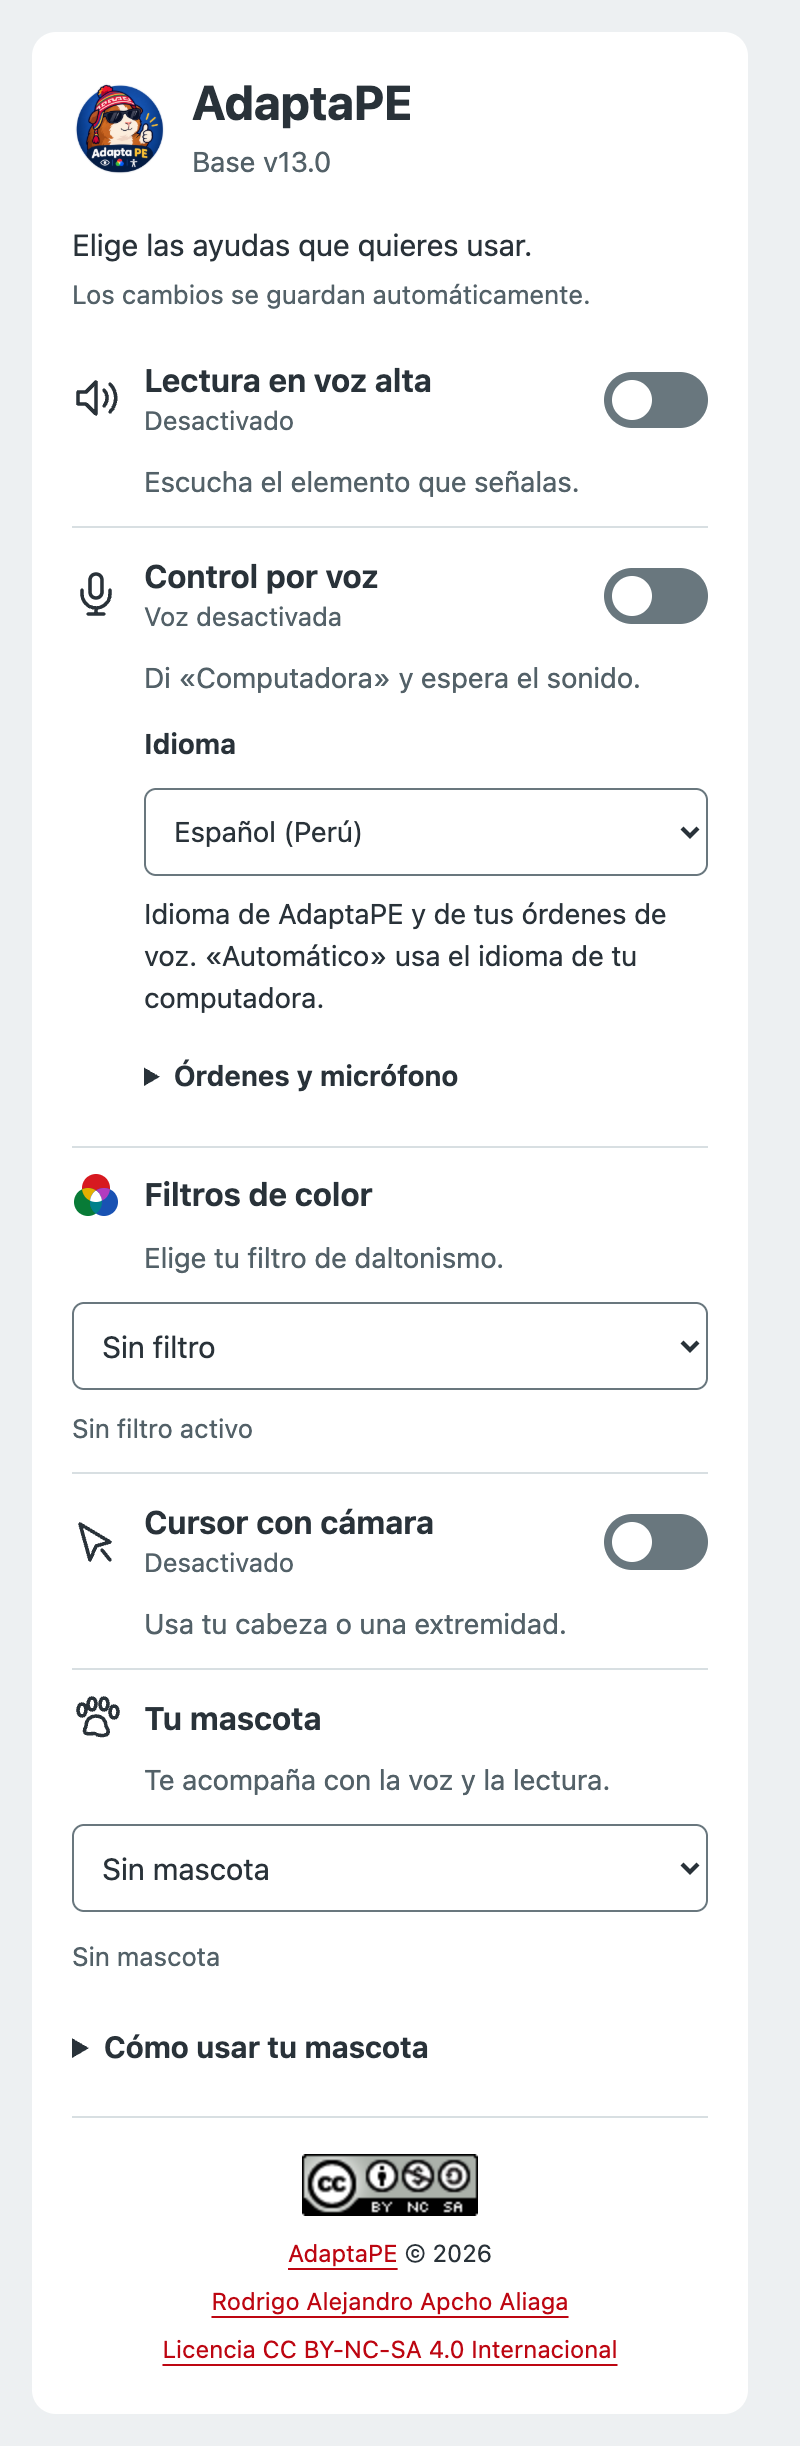 Adapta PE
AdaptaPE
Base v13.0
Elige las ayudas que quieres usar.
Los cambios se guardan automáticamente.
Lectura en voz alta
Desactivado
Escucha el elemento que señalas.
Control por voz
Voz desactivada
Di «Computadora» y espera el sonido.
Idioma
Español (Perú)
Idioma de AdaptaPE y de tus órdenes de
voz. «Automático» usa el idioma de tu
computadora.
Órdenes y micrófono
Filtros de color
Elige tu filtro de daltonismo.
Sin filtro
Sin filtro activo
Cursor con cámara
Desactivado
Usa tu cabeza o una extremidad.
Tu mascota
Te acompaña con la voz y la lectura.
Sin mascota
Sin mascota
Cómo usar tu mascota
cc
BY NC SA
AdaptaPE © 2026
Rodrigo Alejandro Apcho Aliaga
Licencia CC BY-NC-SA 4.0 Internacional